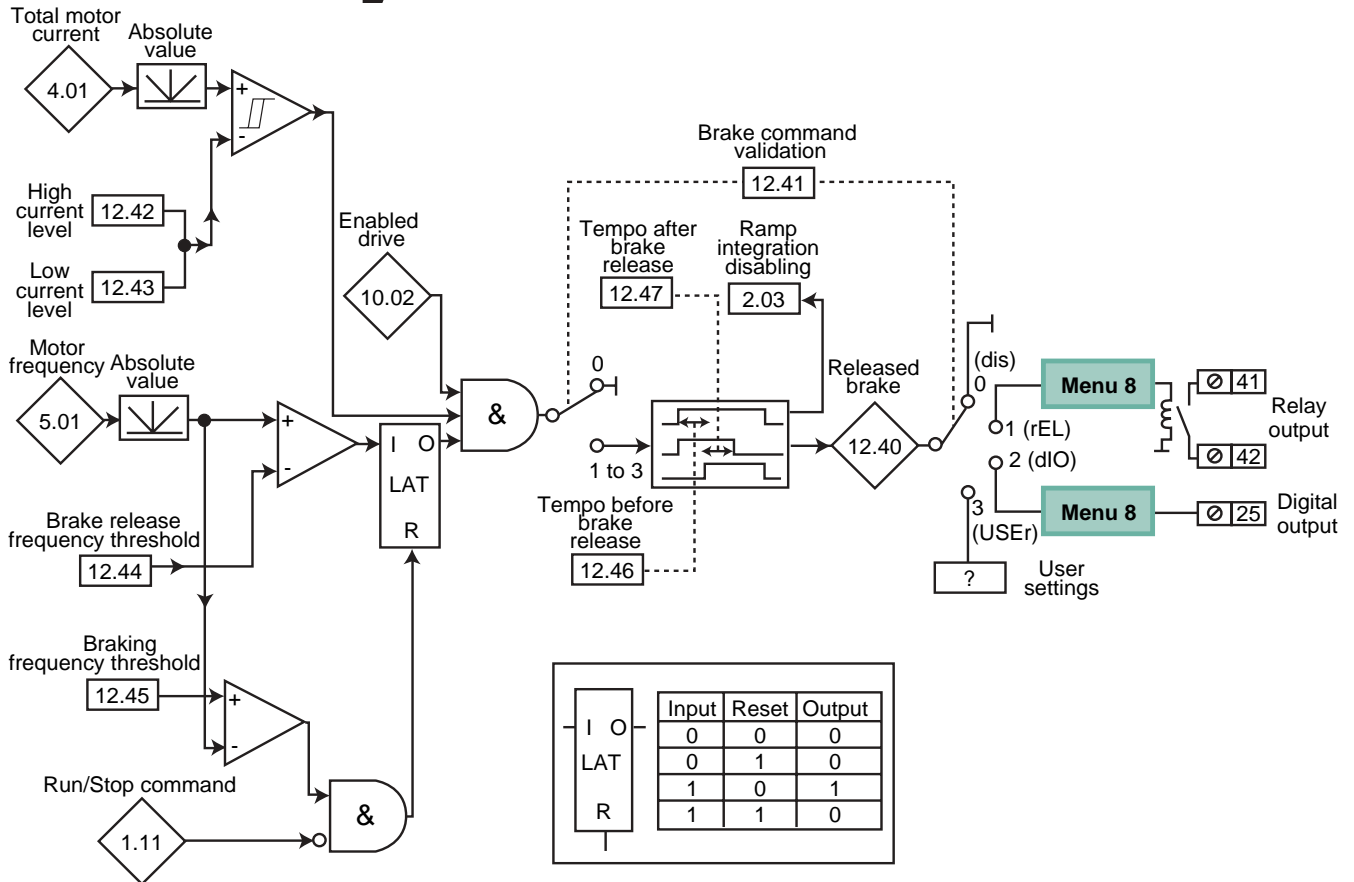 Total motor
current
4.01
Absolute
value
+
-
High
current
level
12.42
Low
current
level
12.43
Motor
frequency
5.01
Absolute
value
+
-
Enabled
drive
10.02
I O
LAT
R
&
Brake release
frequency threshold
12.44
Braking
frequency threshold
12.45
+
-
Run/Stop command
1.11
&
Brake command
validation
12.41
Tempo after
brake
release
12.47
Ramp
integration
disabling
2.03
0
1 to 3
Tempo before
brake
release
12.46
Released
brake
12.40
(dis)
0
1 (rEL)
2 (dIO)
3
(USEr)
?
User
settings
Menu 8
41
42
Relay
output
Menu 8
25
Digital
output
I O
LAT
R
Input Reset Output
0 0 0
0 1 0
1 0 1
1 1 0